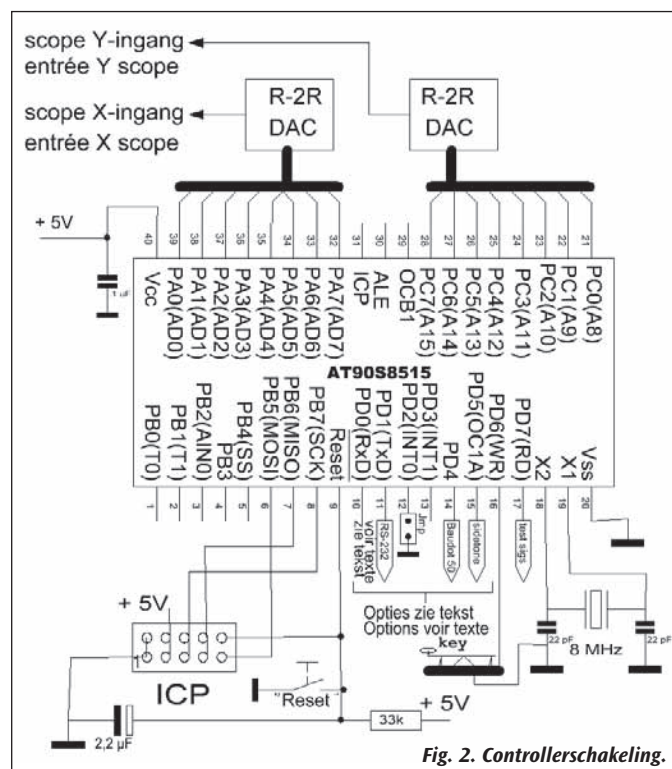 scope Y-ingang
entrée Y scope
scope X-ingang
entrée X scope
R-2R
DAC
R-2R
DAC
+ 5V
1 uF
40
39
38
37
36
35
34
33
32
31
30
29
28
27
26
25
24
23
22
21
Vcc
PA0(AD0)
PA1(AD1)
PA2(AD2)
PA3(AD3)
PA4(AD4)
PA5(AD5)
PA6(AD6)
PA7(AD7)
ICP
ALE
OCB1
PC7(A15)
PC6(A14)
PC5(A13)
PC4(A12)
PC3(A11)
PC2(A10)
PC1(A9)
PC0(A8)
AT90S8515
PB0(T0)
PB1(T1)
PB2(AIN0)
PB3
PB4(SS)
PB5(MOSI)
PB6(MISO)
PB7(SCK)
Reset
PD0(RxD)
PD1(TxD)
PD2(INT0)
PD3(INT1)
PD4
PD5(OC1A)
PD6(WR)
PD7(RD)
X2
X1
Vss
1
2
3
4
5
6
7
8
9
10
11
12
13
14
15
16
17
18
19
20
voir texte
zie tekst
RS-232
Jmp
Baudot 50
sidetone
test sigs
Opties zie tekst
Options voir texte
key
+ 5V
1
ICP
"Reset"
2,2 µF
33k
+ 5V
22 pF
8 MHz
22 pF
Fig. 2. Controllerschakeling.